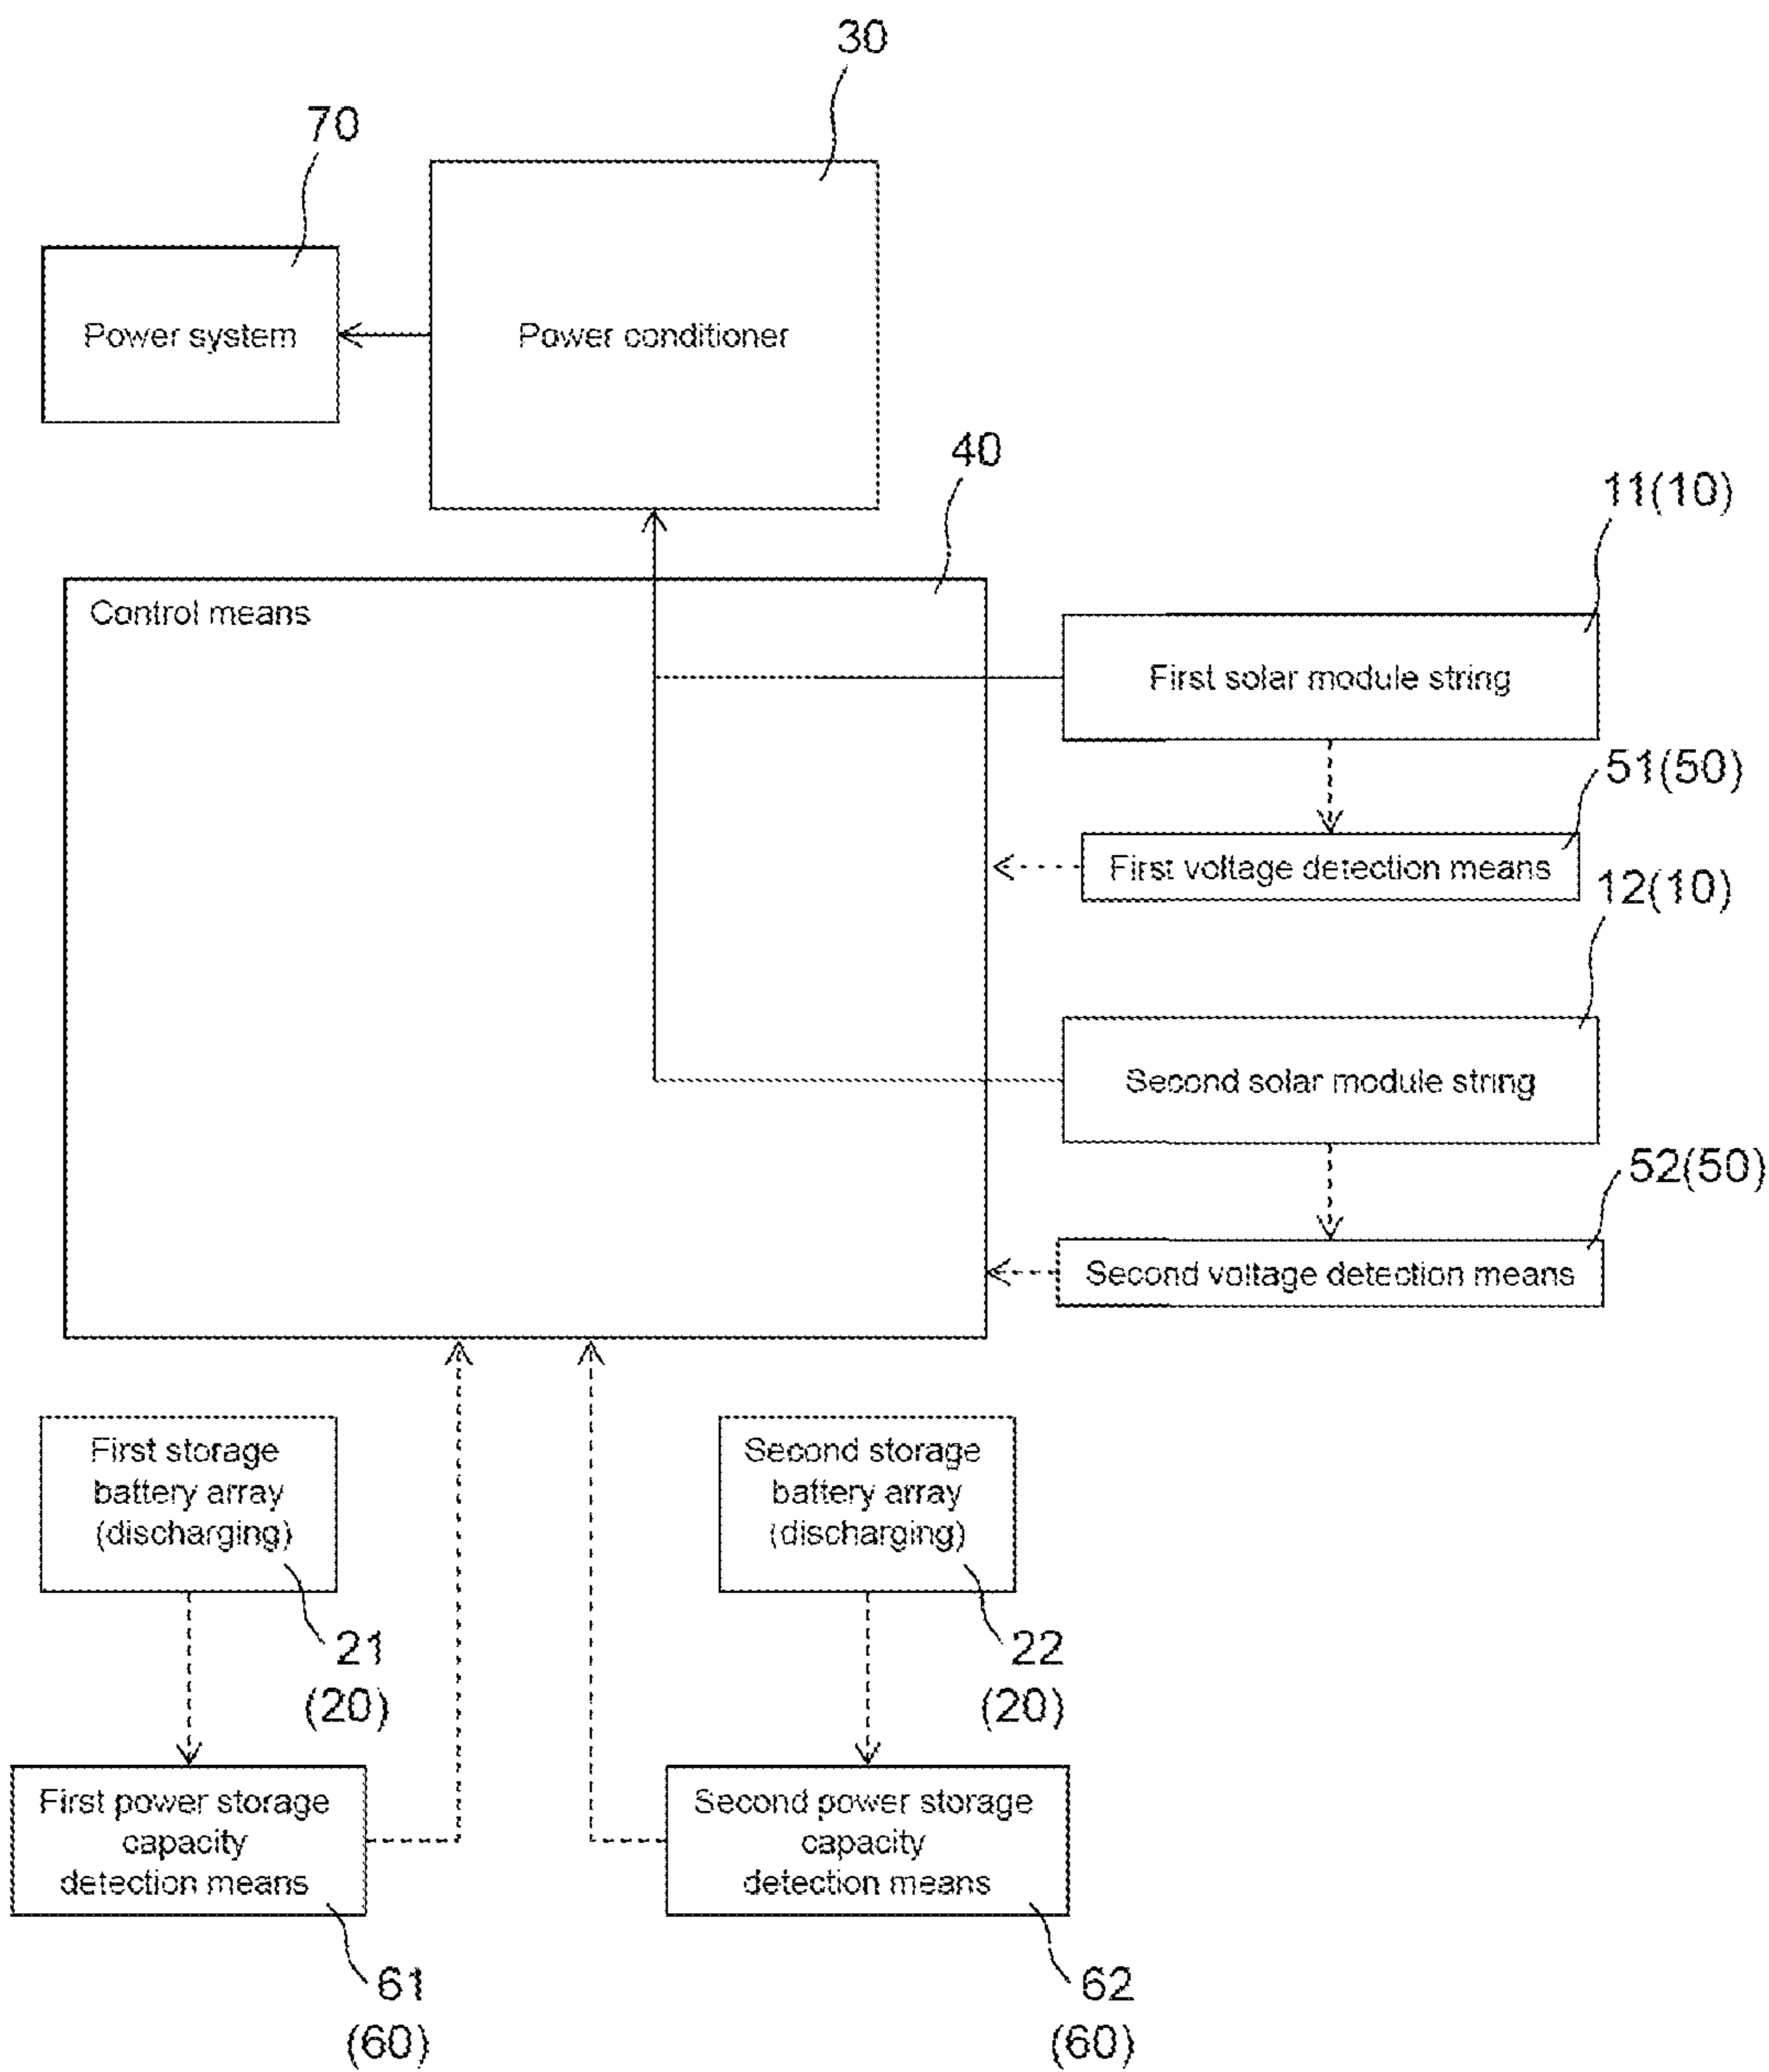 30
70
Power system
Power conditioner
40
11(10)
Control means
First solar module string
51(50)
First voltage detection means
12(10)
Second solar module string
52(50)
Second voltage detection means
First storage
battery array
(discharging)
Second storage
battery array
(discharging)
21
(20)
22
(20)
First power storage
capacity
detection means
Second power storage
capacity
detection means
61
(60)
62
(60)